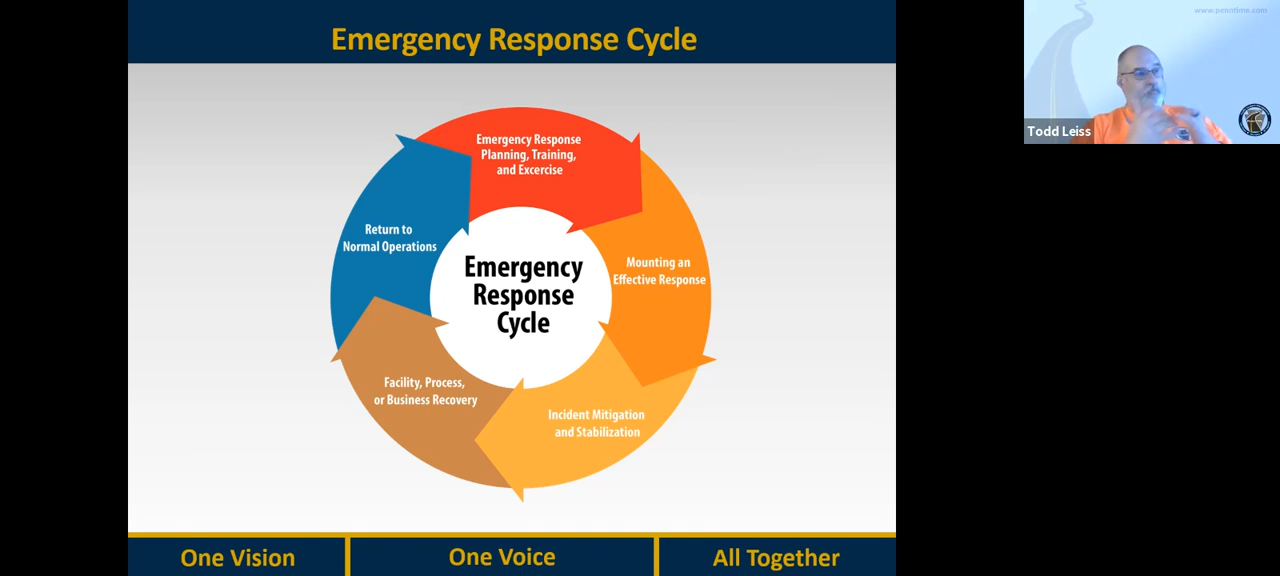 Emergency Response Cycle
www.penntime.com
Todd Leiss
Emergency Response
Planning, Training,
and Excercise
Return to
Normal Operations
Mounting an
Effective Response
Emergency
Response
Cycle
Facility, Process,
or Business Recovery
Incident Mitigation
and Stabilization
One Vision
One Voice
All Together